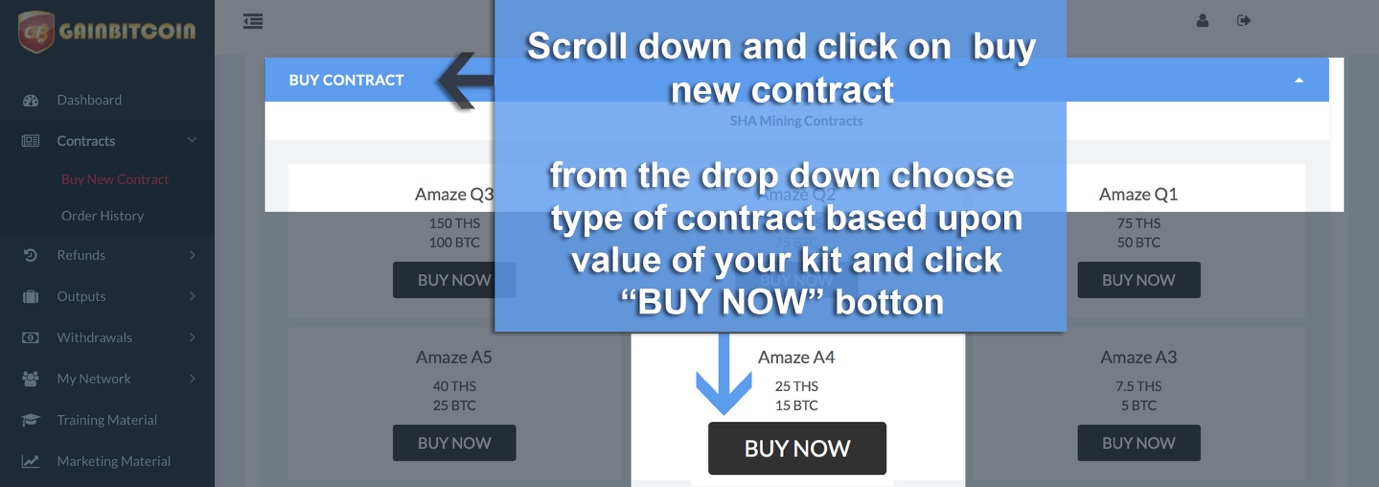 GAINBITCOIN
Dashboard
Contracts
Buy New Contract
Order History
Refunds
Outputs
Withdrawals
My Network
Training Material
Marketing Material
Scroll down and click on buy
new contract
from the drop down choose
type of contract based upon
value of your kit and click
“BUY NOW” botton
BUY CONTRACT
SHA Mining Contracts
Amaze Q3
150 THS
100 BTC
BUY NOW
Amaze Q2
75 BTC
BUY NOW
Amaze Q1
75 THS
50 BTC
BUY NOW
Amaze A5
40 THS
25 BTC
BUY NOW
Amaze A4
25 THS
15 BTC
BUY NOW
Amaze A3
7.5 THS
5 BTC
BUY NOW